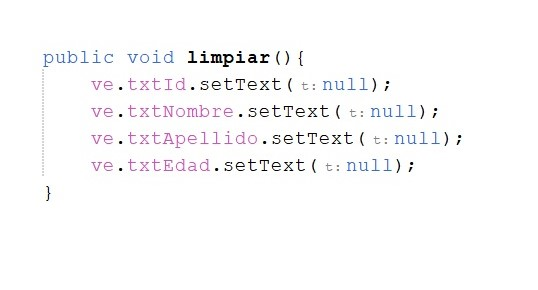 public void limpiar(){
ve.txtId.setText( t: null);
ve.txtNombre.setText( t: null);
ve.txtApellido.setText( t: null);
ve.txtEdad.setText( t: null);
}